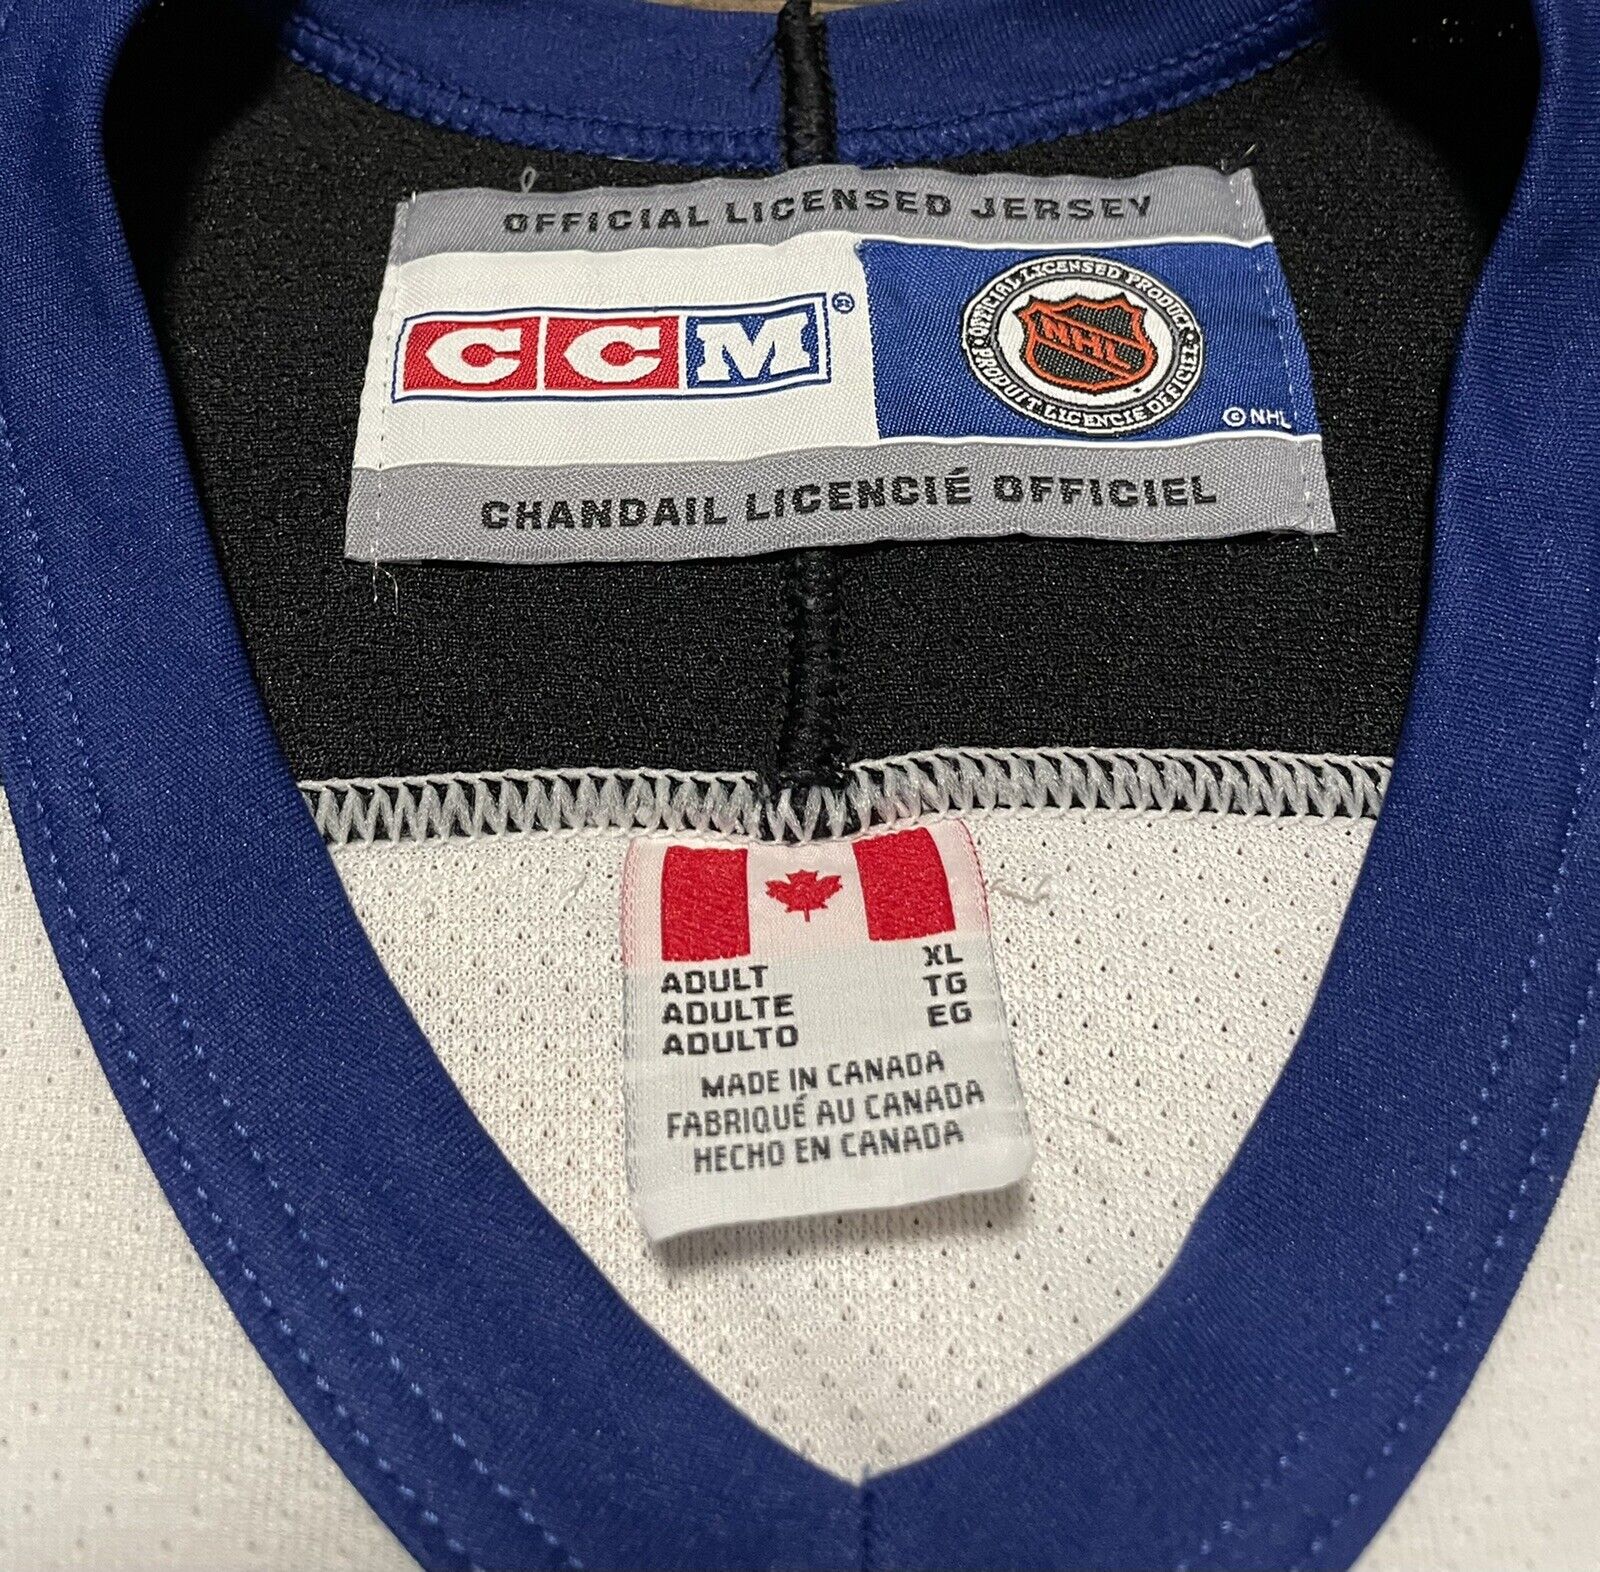 OFFICIAL LICENSED JERSEY
CCM®
OFFICIAL LICENSED PRODUCT
NHL
PRODUIT LICENCIE OFFICIEL
© NHL
CHANDAIL LICENCIÉ OFFICIEL
ADULT XL
ADULTE TG
ADULTO EG
MADE IN CANADA
FABRIQUÉ AU CANADA
HECHO EN CANADA